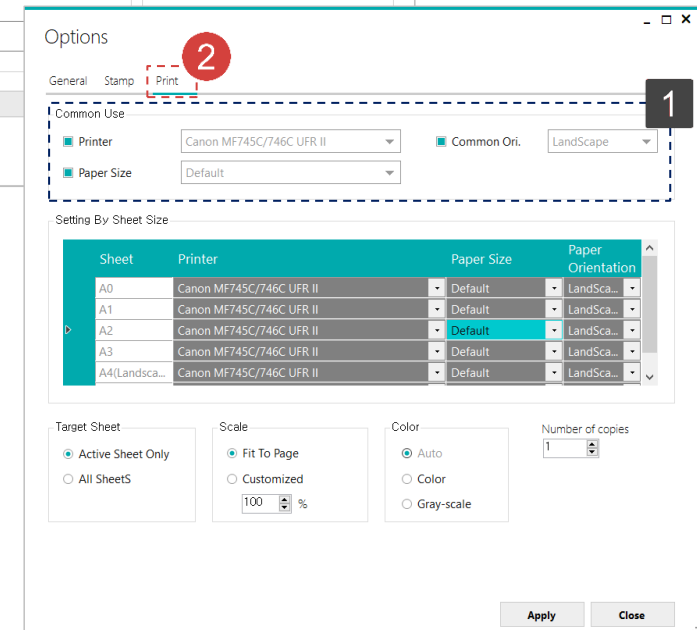 Options
2
General Stamp Print
1
Common Use
Printer Canon MF745C/746C UFR II Common Ori. LandScape
Paper Size Default
Setting By Sheet Size
Sheet Printer Paper Size Paper Orientation
A0 Canon MF745C/746C UFR II Default LandSca...
A1 Canon MF745C/746C UFR II Default LandSca...
A2 Canon MF745C/746C UFR II Default LandSca...
A3 Canon MF745C/746C UFR II Default LandSca...
A4(Landsca... Canon MF745C/746C UFR II Default LandSca...
Target Sheet Scale Color Number of copies
Active Sheet Only Fit To Page Auto 1
All SheetS Customized Color
100 % Gray-scale
Apply Close